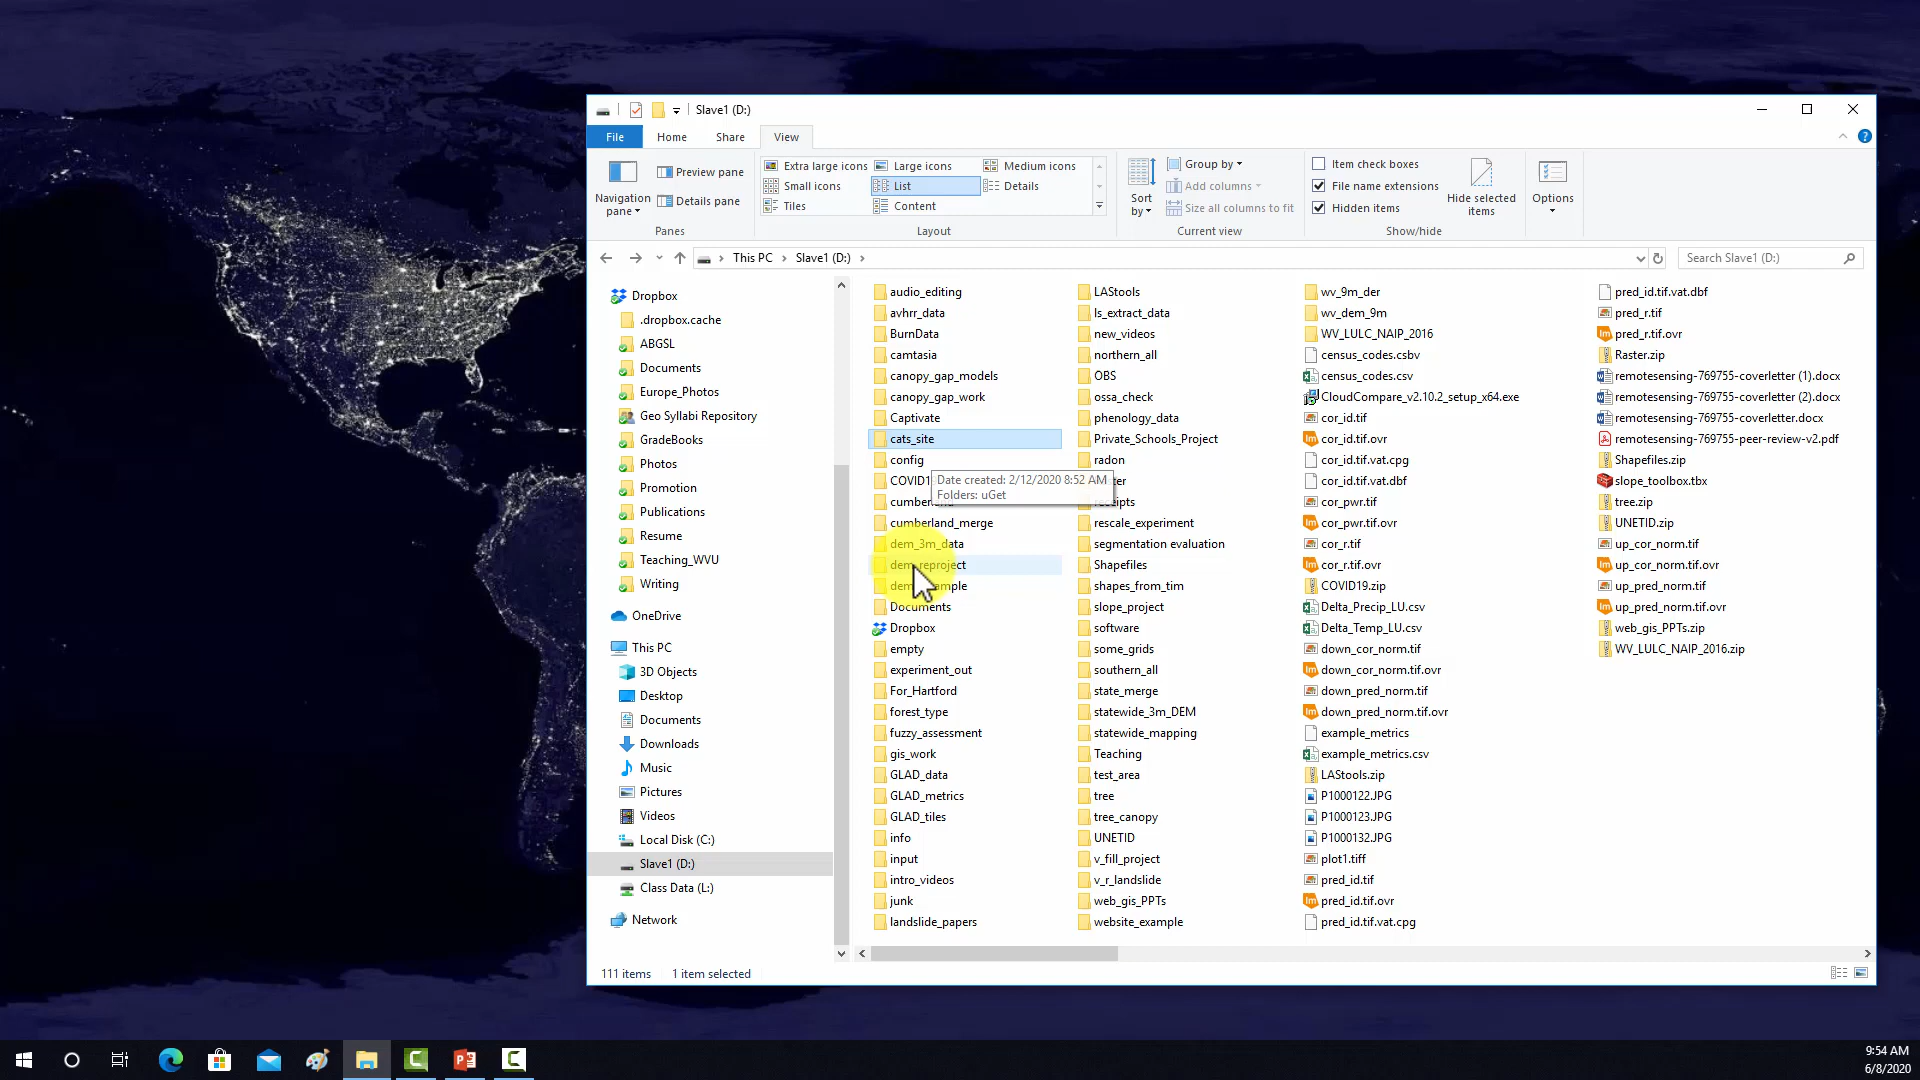 Slave1 (D:)
File Home Share View
Navigation pane
Preview pane
Details pane
Panes
Extra large icons Large icons Medium icons
Small icons List Details
Tiles Content
Layout
Sort by
Group by
Add columns
Size all columns to fit
Current view
Item check boxes
File name extensions
Hidden items
Hide selected items
Show/hide
Options
This PC Slave1 (D:)
Search Slave1 (D:)
Dropbox
.dropbox.cache
ABGSL
Documents
Europe_Photos
Geo Syllabi Repository
GradeBooks
Photos
Promotion
Publications
Resume
Teaching_WVU
Writing
OneDrive
This PC
3D Objects
Desktop
Documents
Downloads
Music
Pictures
Videos
Local Disk (C:)
Slave1 (D:)
Class Data (L:)
Network
audio_editing
avhrr_data
BurnData
camtasia
canopy_gap_models
canopy_gap_work
Captivate
cats_site
config
COVID1
Date created: 2/12/2020 8:52 AM
Folders: uGet
cumberland_merge
dem_3m_data
dem_reproject
Documents
Dropbox
empty
experiment_out
For_Hartford
forest_type
fuzzy_assessment
gis_work
GLAD_data
GLAD_metrics
GLAD_tiles
info
input
intro_videos
junk
landslide_papers
LAStools
ls_extract_data
new_videos
northern_all
OBS
ossa_check
phenology_data
Private_Schools_Project
radon
receipts
rescale_experiment
segmentation evaluation
Shapefiles
shapes_from_tim
slope_project
software
some_grids
southern_all
state_merge
statewide_3m_DEM
statewide_mapping
Teaching
test_area
tree
tree_canopy
UNETID
v_fill_project
v_r_landslide
web_gis_PPTs
website_example
wv_9m_der
wv_dem_9m
WV_LULC_NAIP_2016
census_codes.csbv
census_codes.csv
CloudCompare_v2.10.2_setup_x64.exe
cor_id.tif
cor_id.tif.ovr
cor_id.tif.vat.cpg
cor_id.tif.vat.dbf
cor_pwr.tif
cor_pwr.tif.ovr
cor_r.tif
cor_r.tif.ovr
COVID19.zip
Delta_Precip_LU.csv
Delta_Temp_LU.csv
down_cor_norm.tif
down_cor_norm.tif.ovr
down_pred_norm.tif
down_pred_norm.tif.ovr
example_metrics
example_metrics.csv
LAStools.zip
P1000122.JPG
P1000123.JPG
P1000132.JPG
plot1.tiff
pred_id.tif
pred_id.tif.ovr
pred_id.tif.vat.cpg
pred_id.tif.vat.dbf
pred_r.tif
pred_r.tif.ovr
Raster.zip
remotesensing-769755-coverletter (1).docx
remotesensing-769755-coverletter (2).docx
remotesensing-769755-coverletter.docx
remotesensing-769755-peer-review-v2.pdf
Shapefiles.zip
slope_toolbox.tbx
tree.zip
UNETID.zip
up_cor_norm.tif
up_cor_norm.tif.ovr
up_pred_norm.tif
up_pred_norm.tif.ovr
web_gis_PPTs.zip
WV_LULC_NAIP_2016.zip
111 items 1 item selected
9:54 AM
6/8/2020